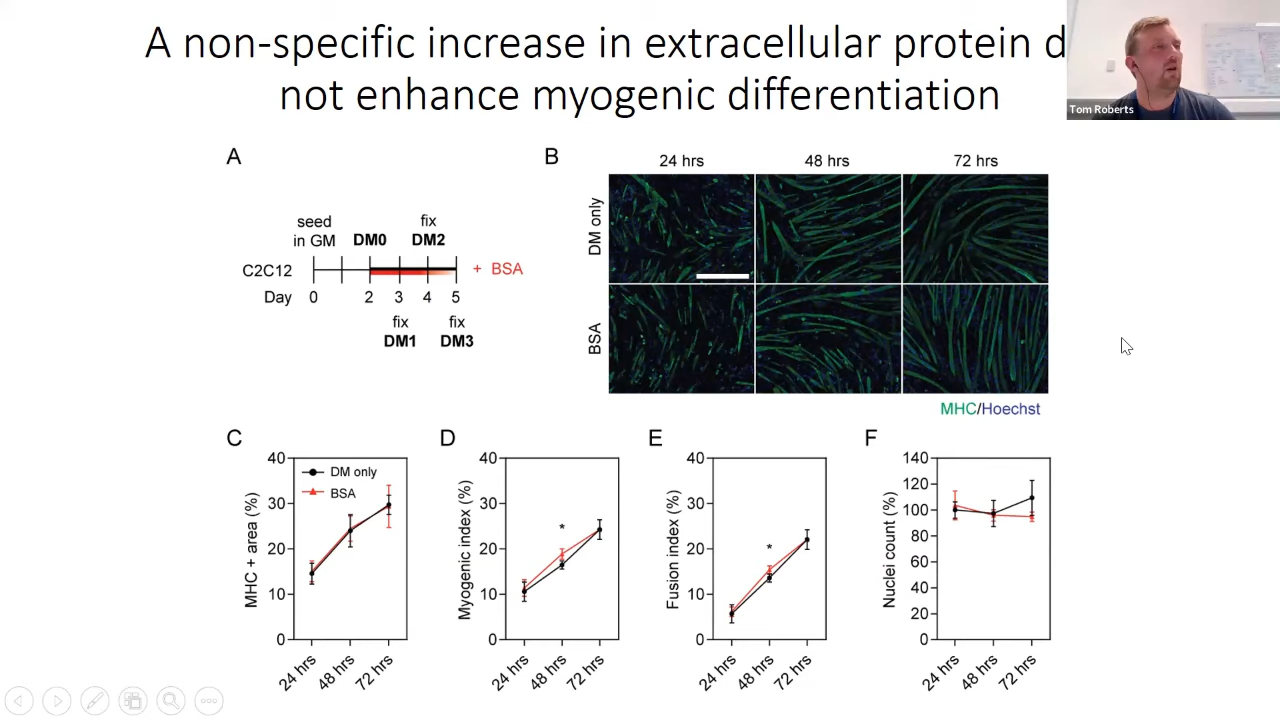 A non-specific increase in extracellular protein d
not enhance myogenic differentiation
Tom Roberts
A
seed
in GM
DM0
fix
DM2
C2C12
+ BSA
Day
0
2
3
4
5
fix
DM1
fix
DM3
B
24 hrs
48 hrs
72 hrs
DM only
BSA
MHC/Hoechst
C
MHC + area (%)
40
30
20
10
0
DM only
BSA
24 hrs
48 hrs
72 hrs
D
Myogenic index (%)
40
30
20
10
0
*
24 hrs
48 hrs
72 hrs
E
Fusion index (%)
40
30
20
10
0
*
24 hrs
48 hrs
72 hrs
F
Nuclei count (%)
140
120
100
80
60
40
20
0
24 hrs
48 hrs
72 hrs